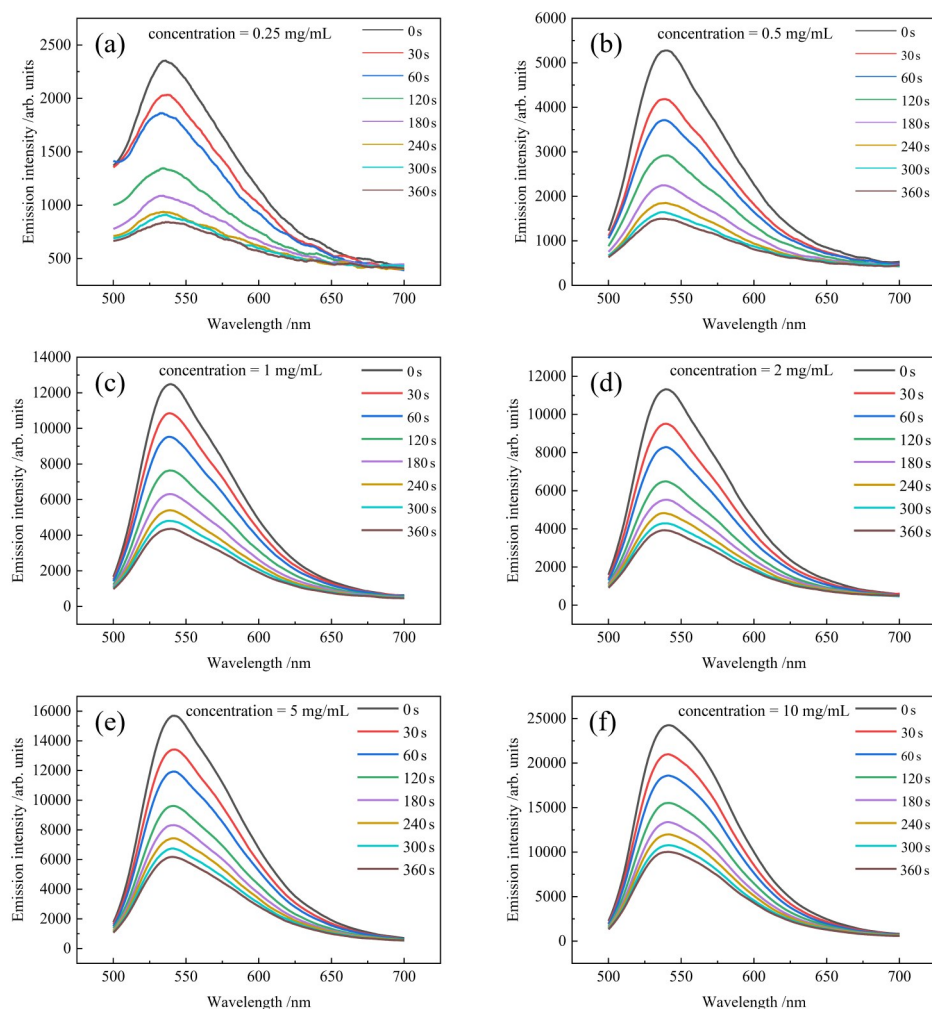 (a)
concentration = 0.25 mg/mL
0 s
30 s
60 s
120 s
180 s
240 s
300 s
360 s
2500
2000
1500
1000
500
Emission intensity /arb. units
500 550 600 650 700
Wavelength /nm
(b)
concentration = 0.5 mg/mL
0 s
30 s
60 s
120 s
180 s
240 s
300 s
360 s
6000
5000
4000
3000
2000
1000
0
Emission intensity /arb. units
500 550 600 650 700
Wavelength /nm
(c)
concentration = 1 mg/mL
0 s
30 s
60 s
120 s
180 s
240 s
300 s
360 s
14000
12000
10000
8000
6000
4000
2000
0
Emission intensity /arb. units
500 550 600 650 700
Wavelength /nm
(d)
concentration = 2 mg/mL
0 s
30 s
60 s
120 s
180 s
240 s
300 s
360 s
12000
10000
8000
6000
4000
2000
0
Emission intensity /arb. units
500 550 600 650 700
Wavelength /nm
(e)
concentration = 5 mg/mL
0 s
30 s
60 s
120 s
180 s
240 s
300 s
360 s
16000
14000
12000
10000
8000
6000
4000
2000
0
Emission intensity /arb. units
500 550 600 650 700
Wavelength /nm
(f)
concentration = 10 mg/mL
0 s
30 s
60 s
120 s
180 s
240 s
300 s
360 s
25000
20000
15000
10000
5000
0
Emission intensity /arb. units
500 550 600 650 700
Wavelength /nm